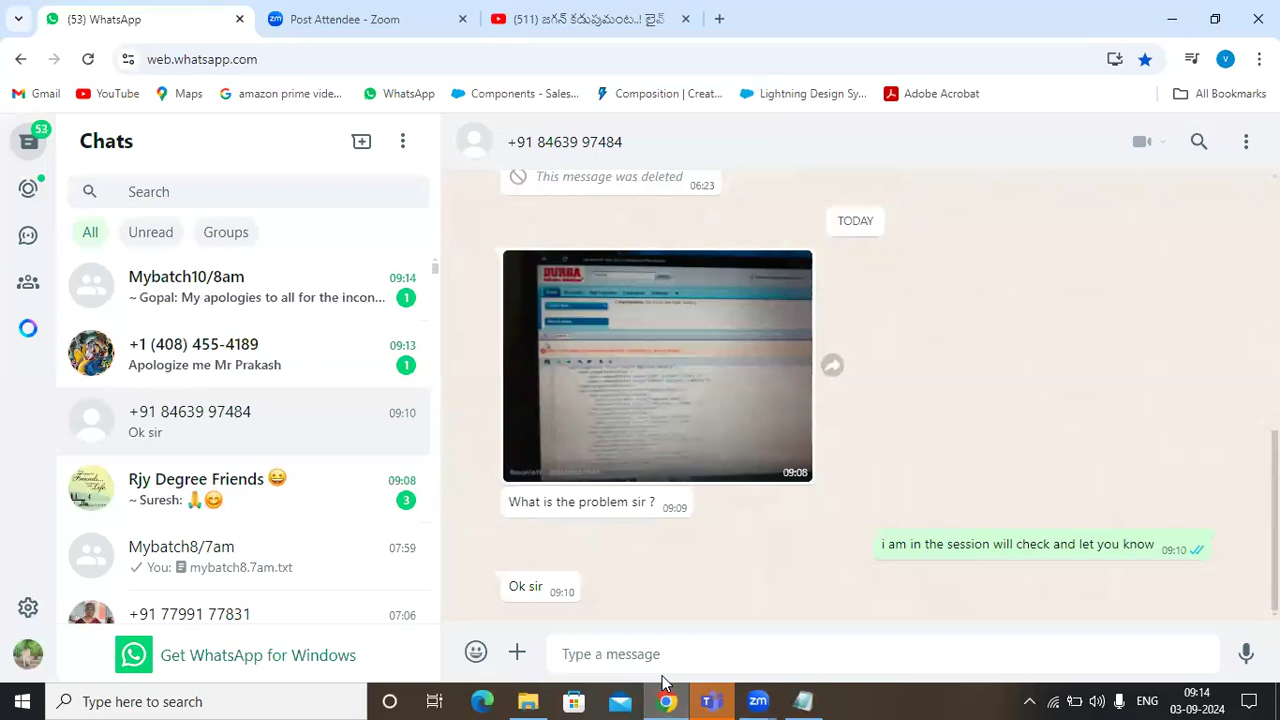 (53) WhatsApp
Post Attendee - Zoom
(511) జగన్ కడుపుమంట..! లైవ్
web.whatsapp.com
Gmail
YouTube
Maps
amazon prime vide...
WhatsApp
Components - Sales...
Composition | Creat...
Lightning Design Sy...
Adobe Acrobat
All Bookmarks
53
Chats
Search
All
Unread
Groups
Mybatch10/8am
09:14
~ Gopal: My apologies to all for the incon...
1
+1 (408) 455-4189
09:13
Apologize me Mr Prakash
1
+91 84639 97484
09:10
Ok sir
Rjy Degree Friends
09:08
~ Suresh:
3
Mybatch8/7am
07:59
You: mybatch8.7am.txt
+91 77991 77831
07:06
Get WhatsApp for Windows
+91 84639 97484
This message was deleted
06:23
TODAY
DURGA
09:08
What is the problem sir ?
09:09
i am in the session will check and let you know
09:10
Ok sir
09:10
Type a message
Type here to search
ENG
09:14
03-09-2024